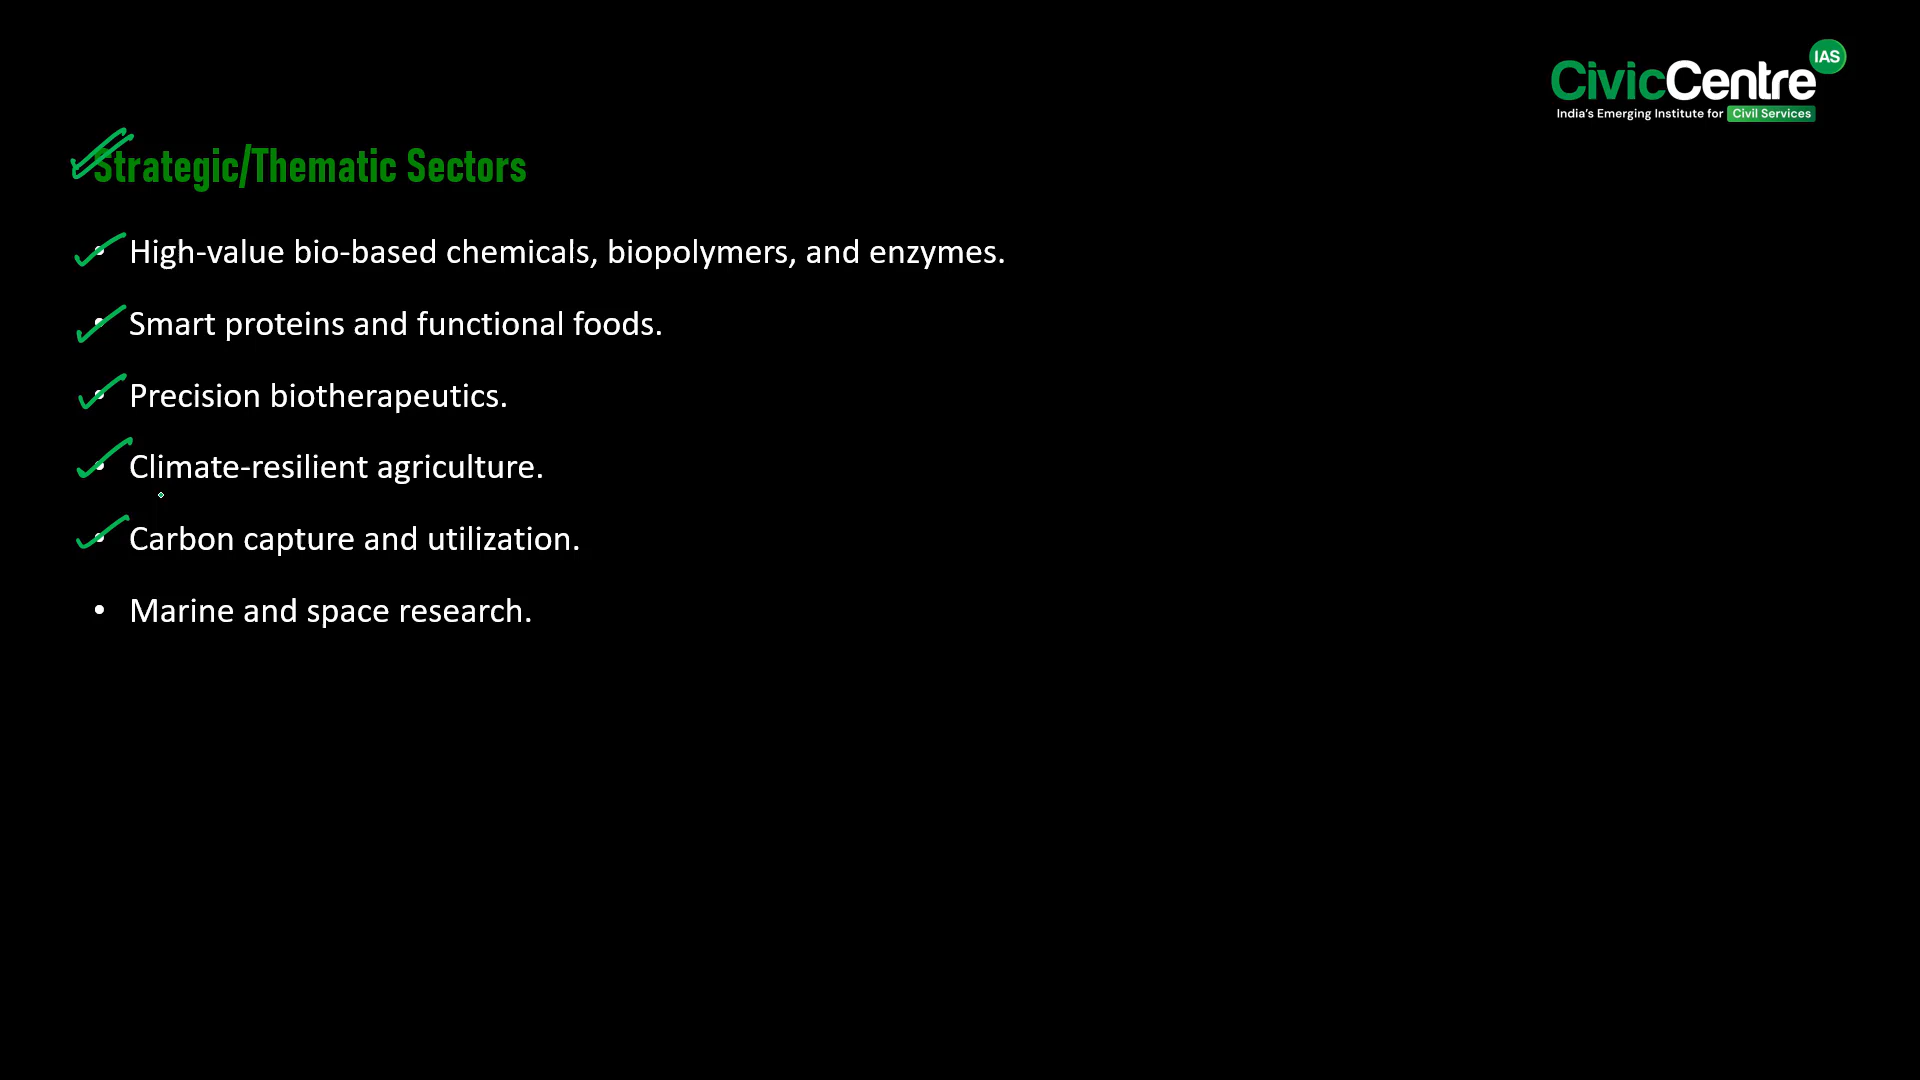 IAS
CivicCentre
India's Emerging Institute for Civil Services
Strategic/Thematic Sectors
• High-value bio-based chemicals, biopolymers, and enzymes.
• Smart proteins and functional foods.
• Precision biotherapeutics.
• Climate-resilient agriculture.
• Carbon capture and utilization.
• Marine and space research.